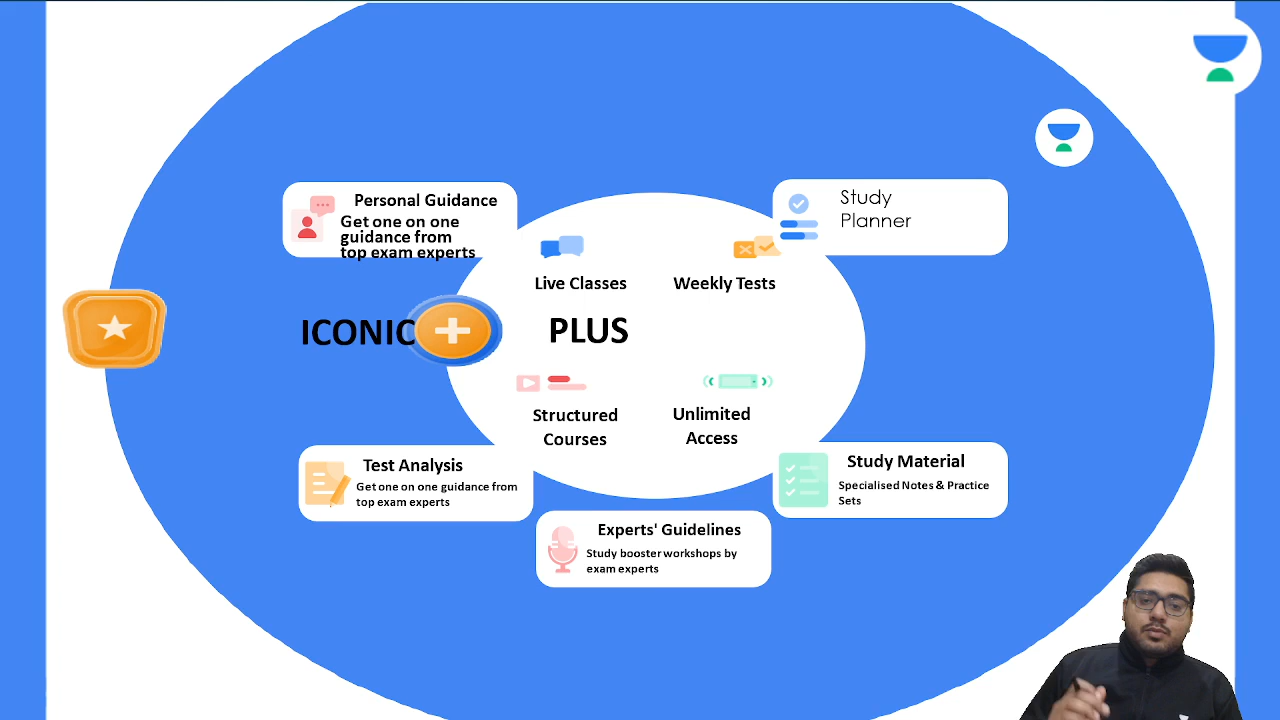 Personal Guidance
Get one on one
guidance from
top exam experts
Study
Planner
Live Classes
Weekly Tests
ICONIC
PLUS
Structured
Courses
Unlimited
Access
Test Analysis
Get one on one guidance from
top exam experts
Study Material
Specialised Notes & Practice
Sets
Experts' Guidelines
Study booster workshops by
exam experts